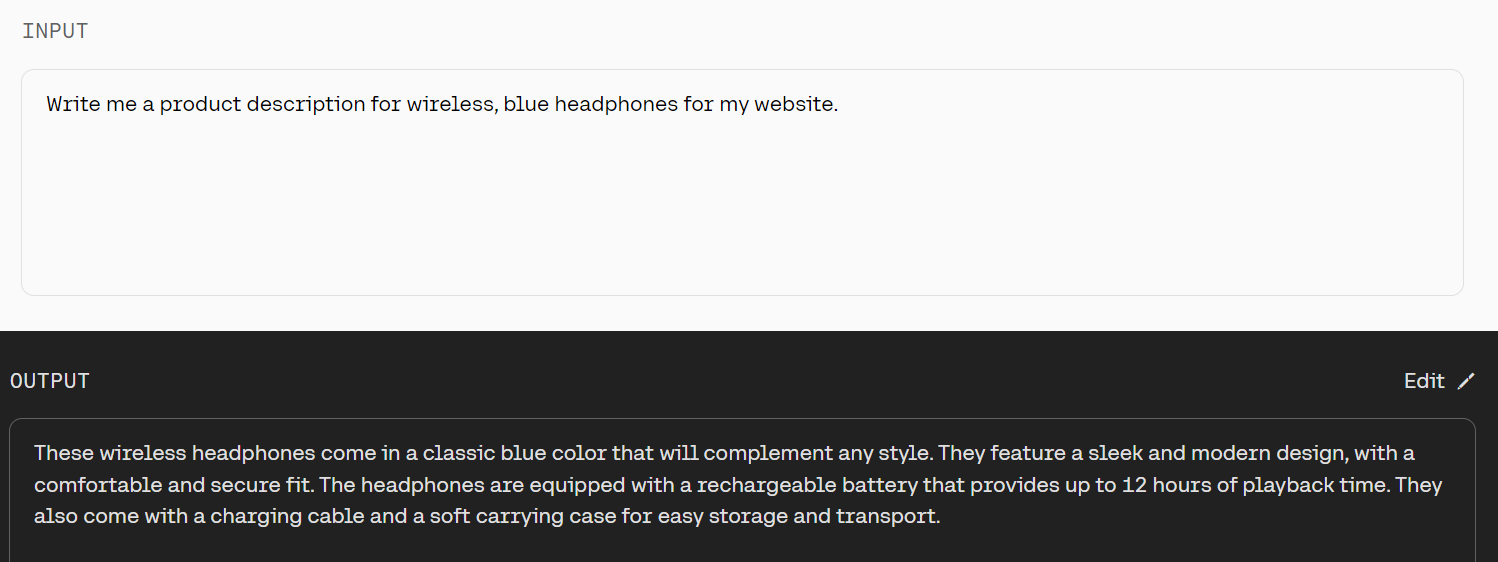 INPUT
Write me a product description for wireless, blue headphones for my website.
OUTPUT
Edit
These wireless headphones come in a classic blue color that will complement any style. They feature a sleek and modern design, with a
comfortable and secure fit. The headphones are equipped with a rechargeable battery that provides up to 12 hours of playback time. They
also come with a charging cable and a soft carrying case for easy storage and transport.